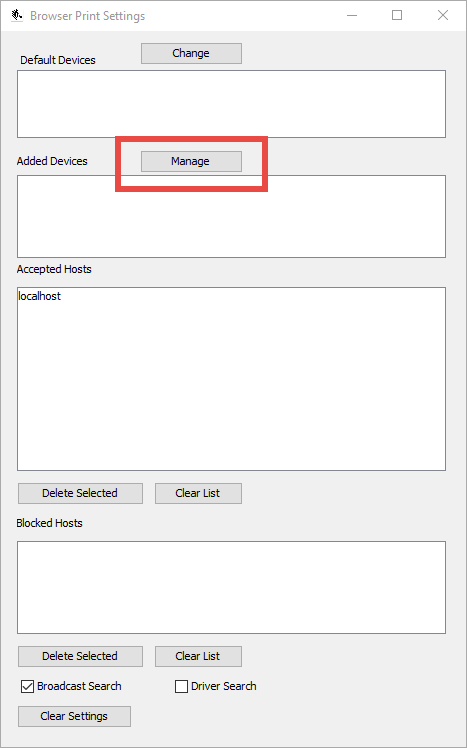 Browser Print Settings
Default Devices
Change
Added Devices
Manage
Accepted Hosts
localhost
Delete Selected
Clear List
Blocked Hosts
Delete Selected
Clear List
Broadcast Search
Driver Search
Clear Settings